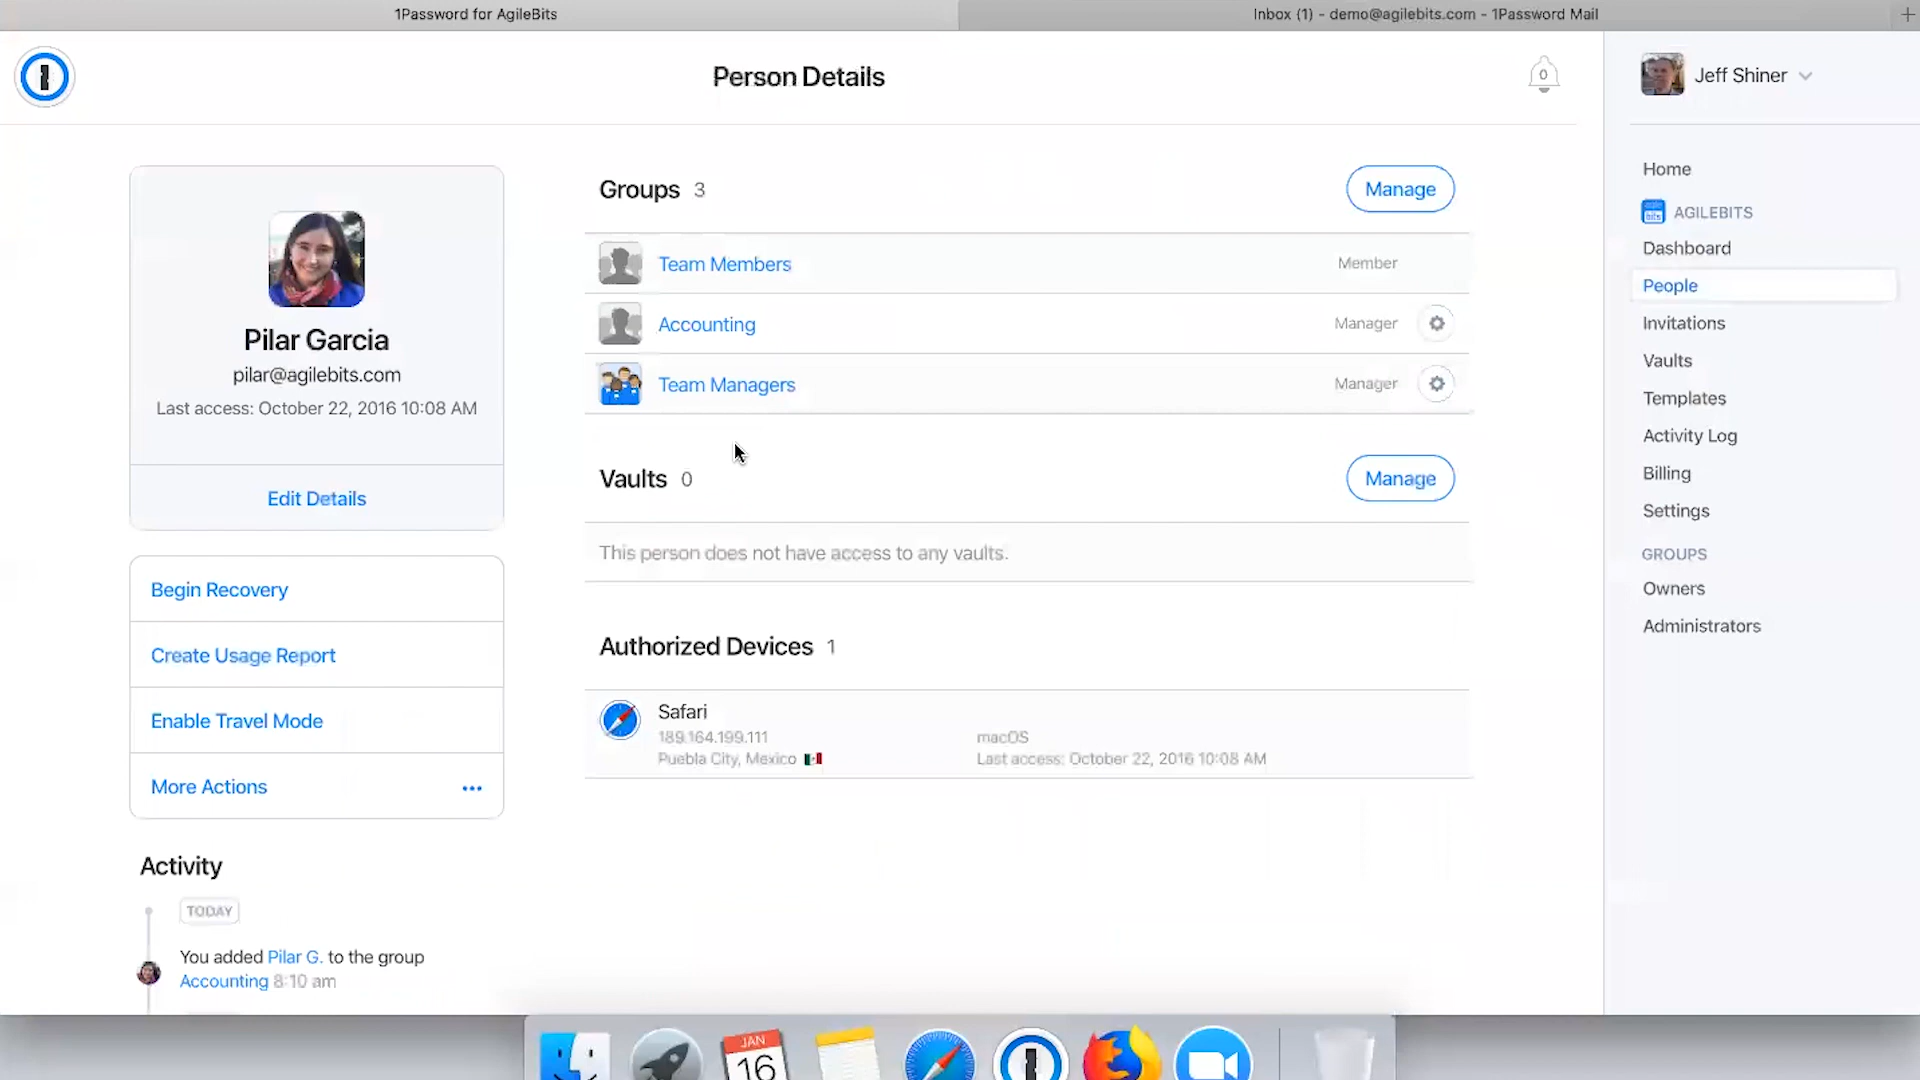 1Password for AgileBits
Inbox (1) - demo@agilebits.com - 1Password Mail
Person Details
0
Jeff Shiner
Pilar Garcia
pilar@agilebits.com
Last access: October 22, 2016 10:08 AM
Edit Details
Begin Recovery
Create Usage Report
Enable Travel Mode
More Actions
Activity
TODAY
You added Pilar G. to the group
Accounting 8:10 am
Groups 3
Manage
Team Members
Member
Accounting
Manager
Team Managers
Manager
Vaults 0
Manage
This person does not have access to any vaults.
Authorized Devices 1
Safari
189.164.199.111
macOS
Puebla City, Mexico
Last access: October 22, 2016 10:08 AM
Home
AGILEBITS
Dashboard
People
Invitations
Vaults
Templates
Activity Log
Billing
Settings
GROUPS
Owners
Administrators
JAN
16